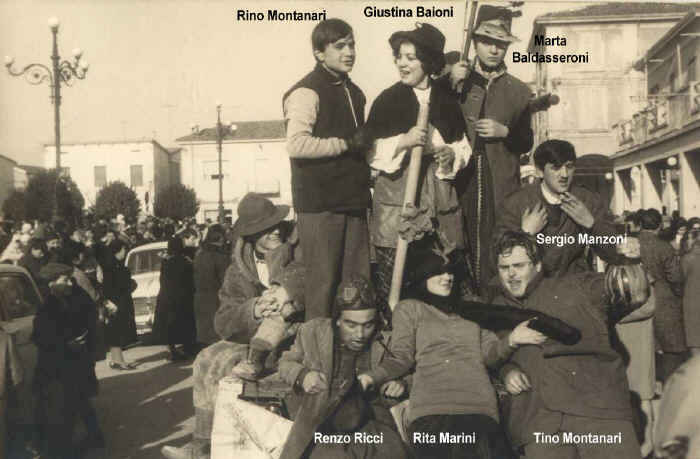 Rino Montanari
Giustina Baioni
Marta
Baldasseroni
Sergio Manzoni
Renzo Ricci
Rita Marini
Tino Montanari